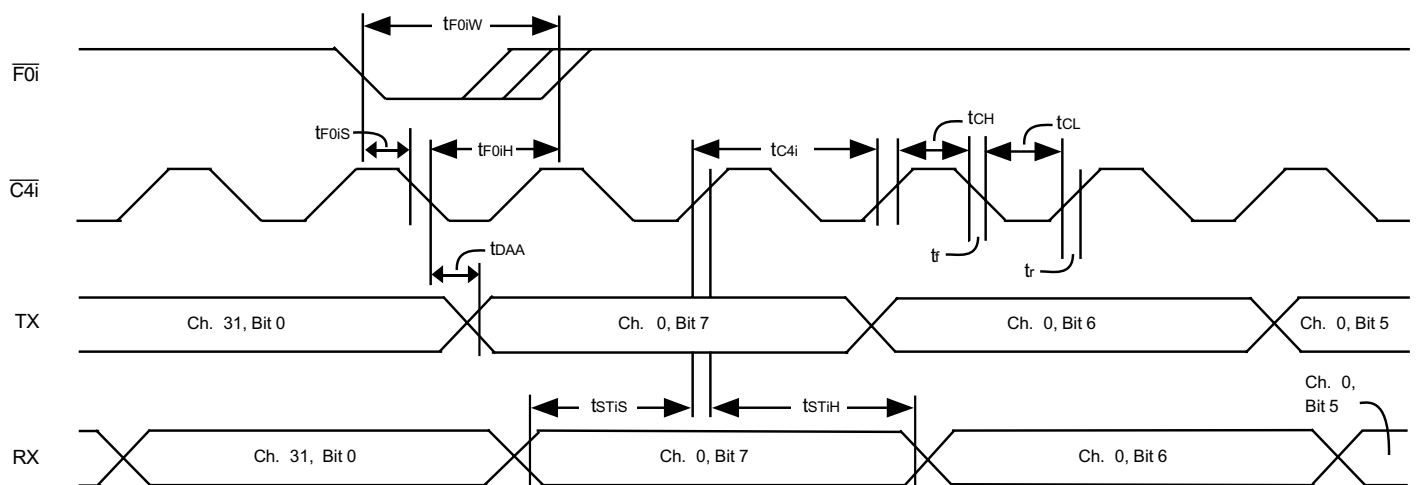 tF0iW
F0i
tF0iS
tF0iH
tC4i
tCH
tCL
C4i
tDAA
tf
tr
TX
Ch. 31, Bit 0
Ch. 0, Bit 7
Ch. 0, Bit 6
Ch. 0, Bit 5
Ch. 0,
Bit 5
tSTiS
tSTiH
RX
Ch. 31, Bit 0
Ch. 0, Bit 7
Ch. 0, Bit 6